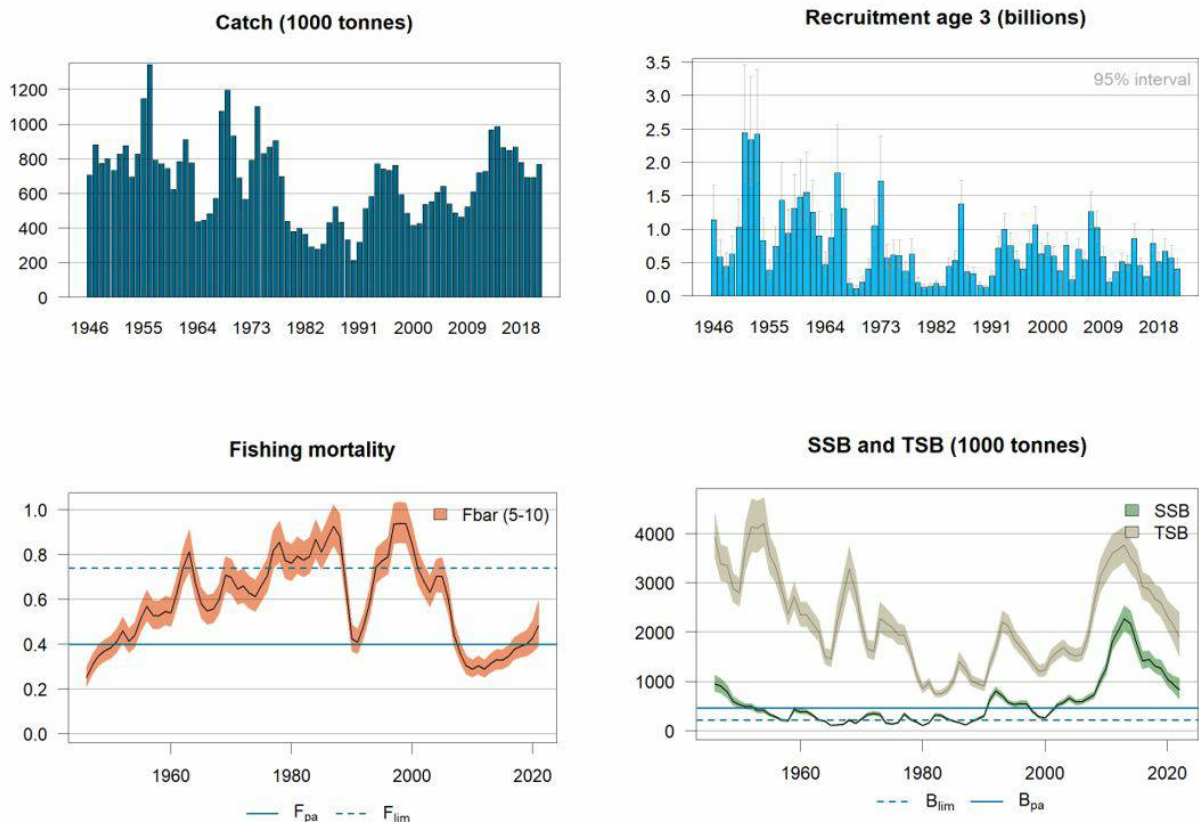 Catch (1000 tonnes)
1200
1000
800
600
400
200
0
1946 1955 1964 1973 1982 1991 2000 2009 2018
Recruitment age 3 (billions)
95% interval
3.5
3.0
2.5
2.0
1.5
1.0
0.5
0.0
1946 1955 1964 1973 1982 1991 2000 2009 2018
Fishing mortality
Fbar (5-10)
1.0
0.8
0.6
0.4
0.2
0.0
1960 1980 2000 2020
Fpa Flim
SSB and TSB (1000 tonnes)
SSB
TSB
4000
3000
2000
1000
0
1960 1980 2000 2020
Blim Bpa